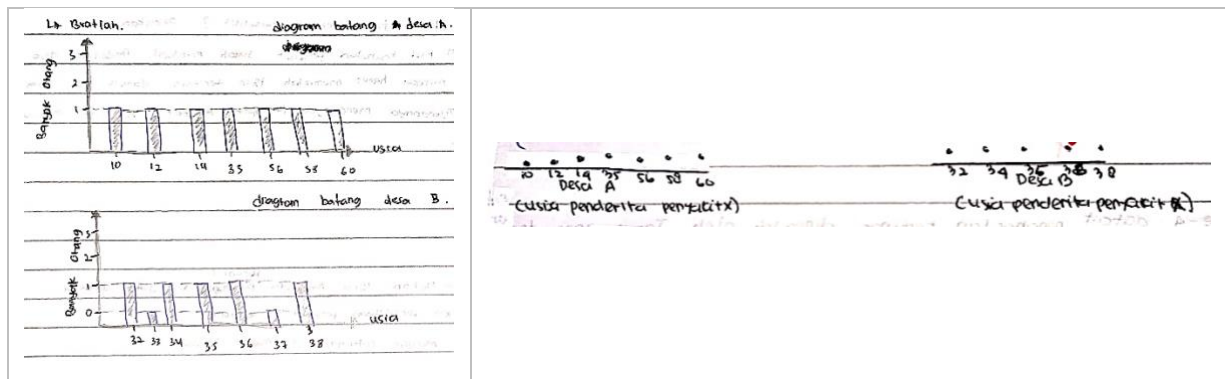 diagram batang desa A.
diagram
3
2
1
Banyak Orang
usia
10 12 14 35 56 58 60
diagram batang desa B.
3
2
1
0
Banyak Orang
usia
32 33 34 35 36 37 38
10 12 14 35 56 58 60
Desa A
(usia penderita penyakit x)
32 34 35 36 38
Desa B
(usia penderita penyakit x)